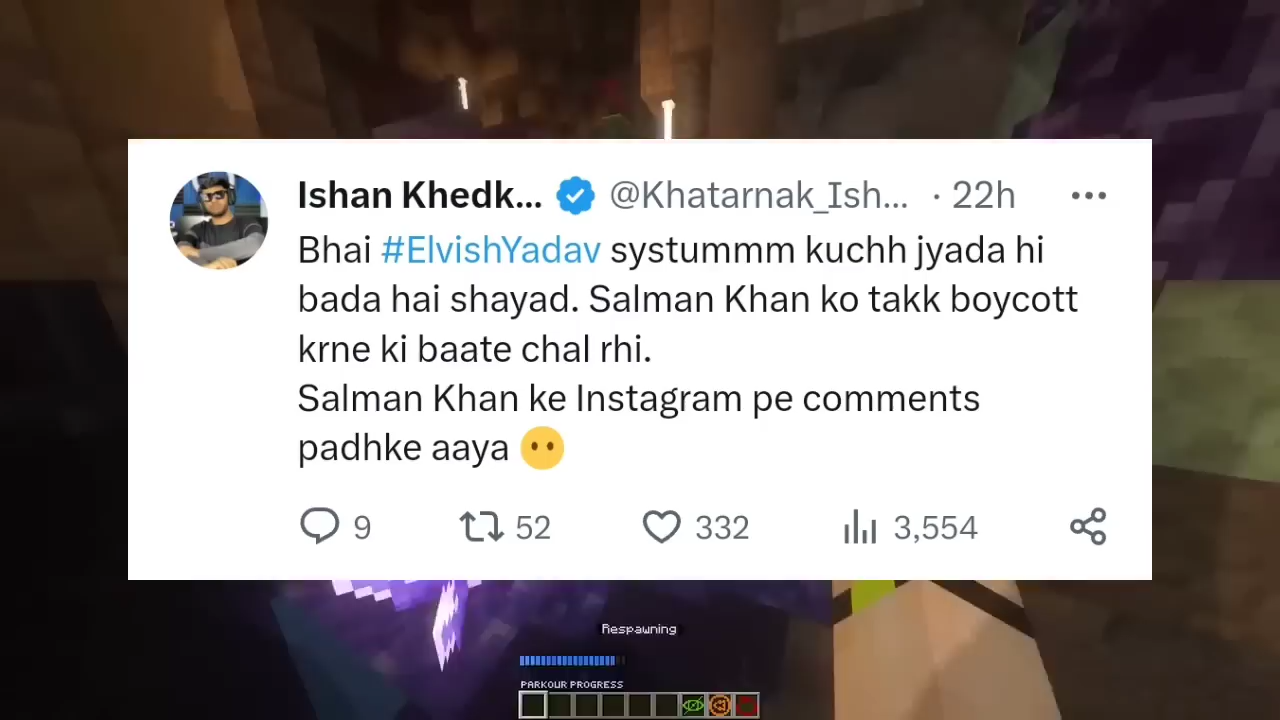 Ishan Khedk... @Khatarnak_Ish... · 22h
Bhai #ElvishYadav systummm kuchh jyada hi
bada hai shayad. Salman Khan ko takk boycott
krne ki baate chal rhi.
Salman Khan ke Instagram pe comments
padhke aaya 😶
9 52 332 3,554
Respawning
PARKOUR PROGRESS